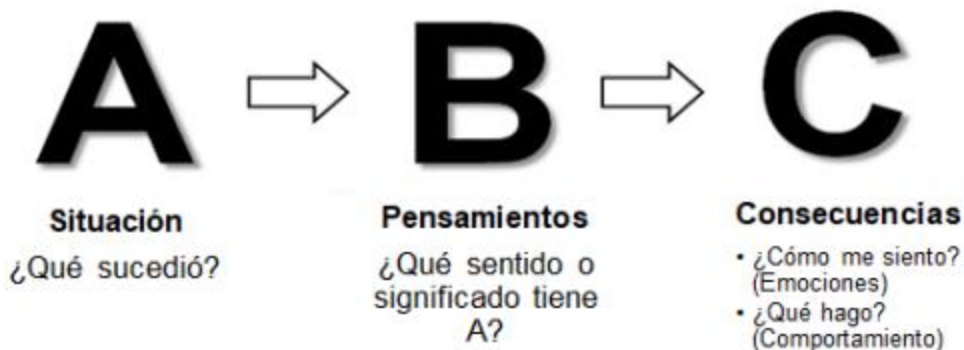 A
B
C
Situación
¿Qué sucedió?
Pensamientos
¿Qué sentido o
significado tiene
A?
Consecuencias
• ¿Cómo me siento?
(Emociones)
• ¿Qué hago?
(Comportamiento)